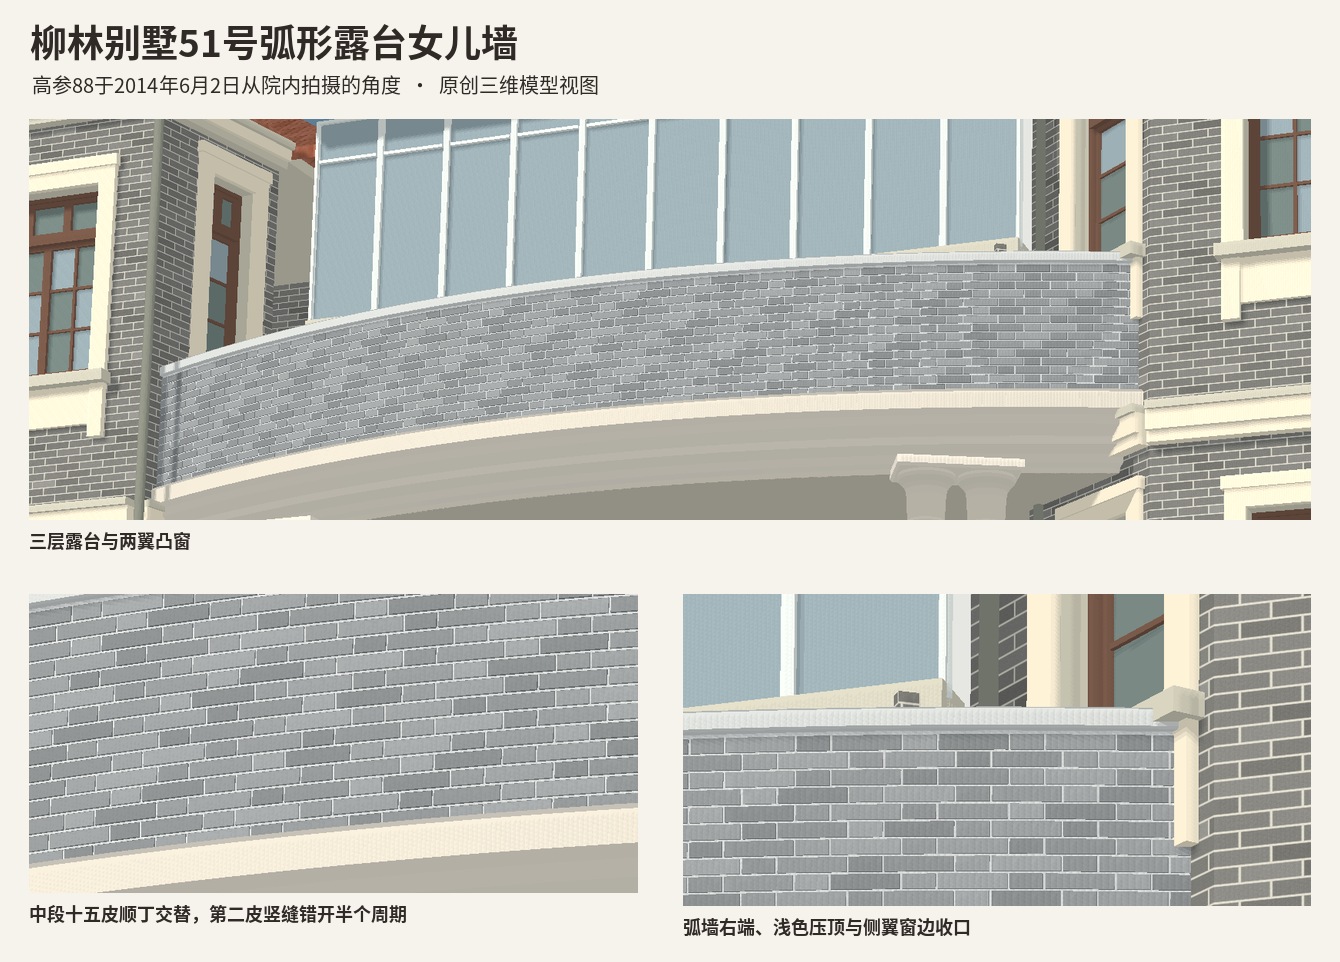 柳林别墅51号弧形露台女儿墙
高参88于2014年6月2日从院内拍摄的角度 · 原创三维模型视图
三层露台与两翼凸窗
中段十五皮顺丁交替，第二皮竖缝错开半个周期
弧墙右端、浅色压顶与侧翼窗边收口